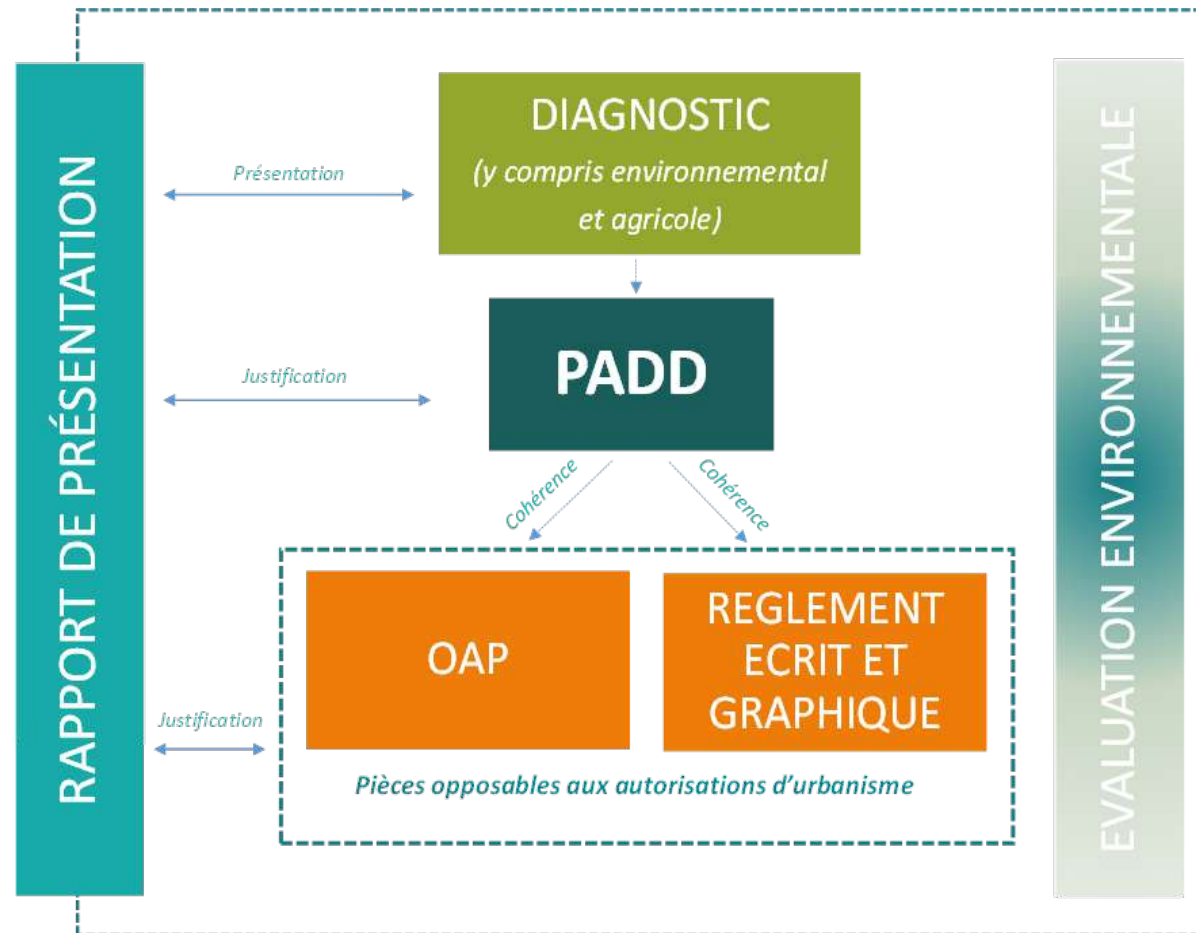 RAPPORT DE PRÉSENTATION
DIAGNOSTIC
(y compris environnemental
et agricole)
Présentation
PADD
Justification
Cohérence
Cohérence
OAP
REGLEMENT
ECRIT ET
GRAPHIQUE
Justification
Pièces opposables aux autorisations d'urbanisme
EVALUATION ENVIRONNEMENTALE